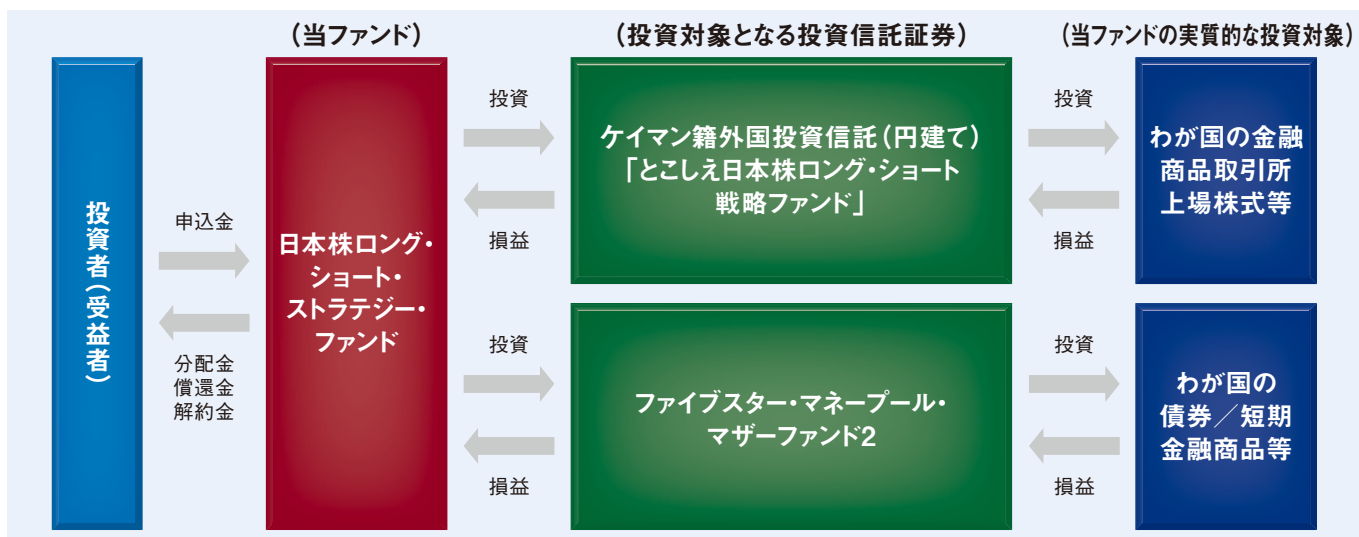 (当ファンド)
(投資対象となる投資信託証券)
(当ファンドの実質的な投資対象)
投資者(受益者)
申込金
分配金
償還金
解約金
日本株ロング・
ショート・
ストラテジー・
ファンド
投資
損益
ケイマン籍外国投資信託(円建て)
「とこしえ日本株ロング・ショート
戦略ファンド」
投資
損益
わが国の金融
商品取引所
上場株式等
投資
損益
ファイブスター・マネープール・
マザーファンド2
投資
損益
わが国の
債券/短期
金融商品等